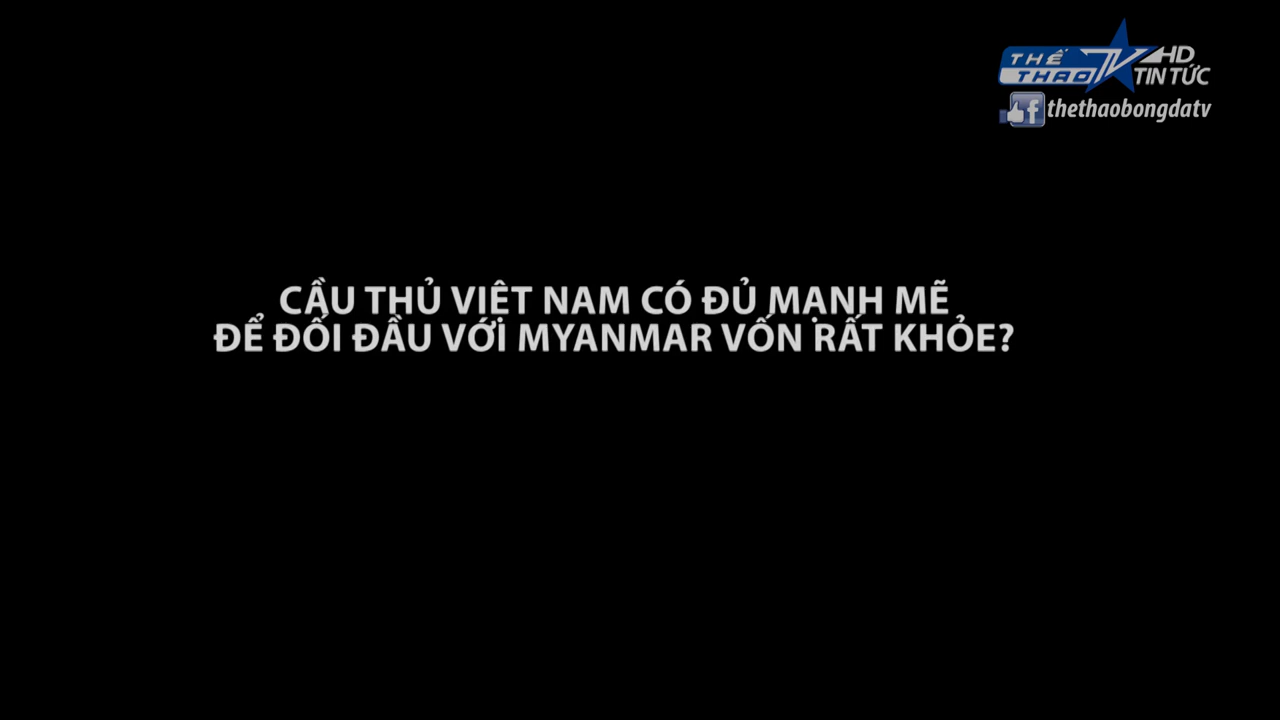 THỂ THAO TV HD
TIN TỨC
thethaobongdatv
CẦU THỦ VIỆT NAM CÓ ĐỦ MẠNH MẼ
ĐỂ ĐỐI ĐẦU VỚI MYANMAR VỐN RẤT KHỎE?